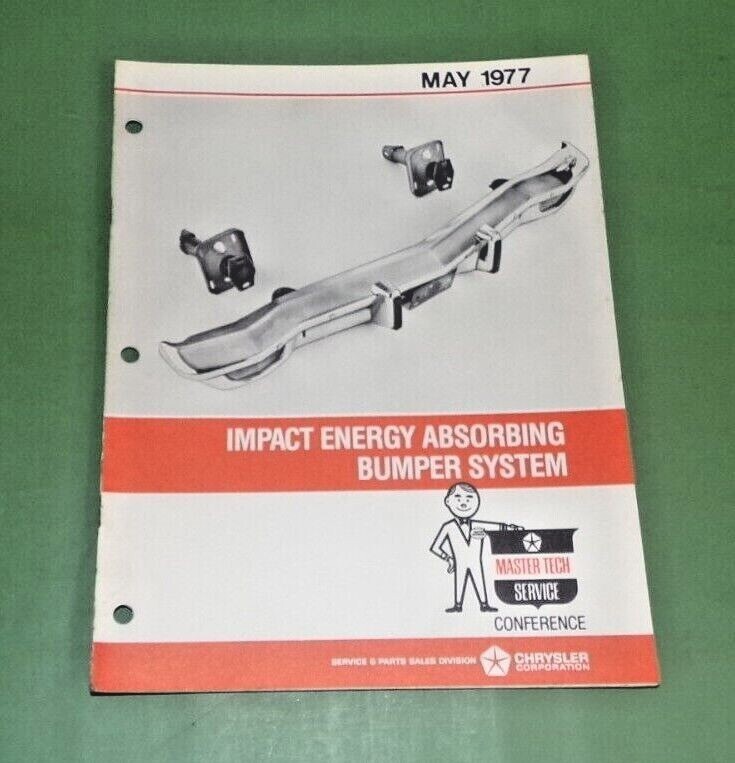 MAY 1977
IMPACT ENERGY ABSORBING
BUMPER SYSTEM
MASTER TECH
SERVICE
CONFERENCE
SERVICE & PARTS SALES DIVISION
CHRYSLER
CORPORATION